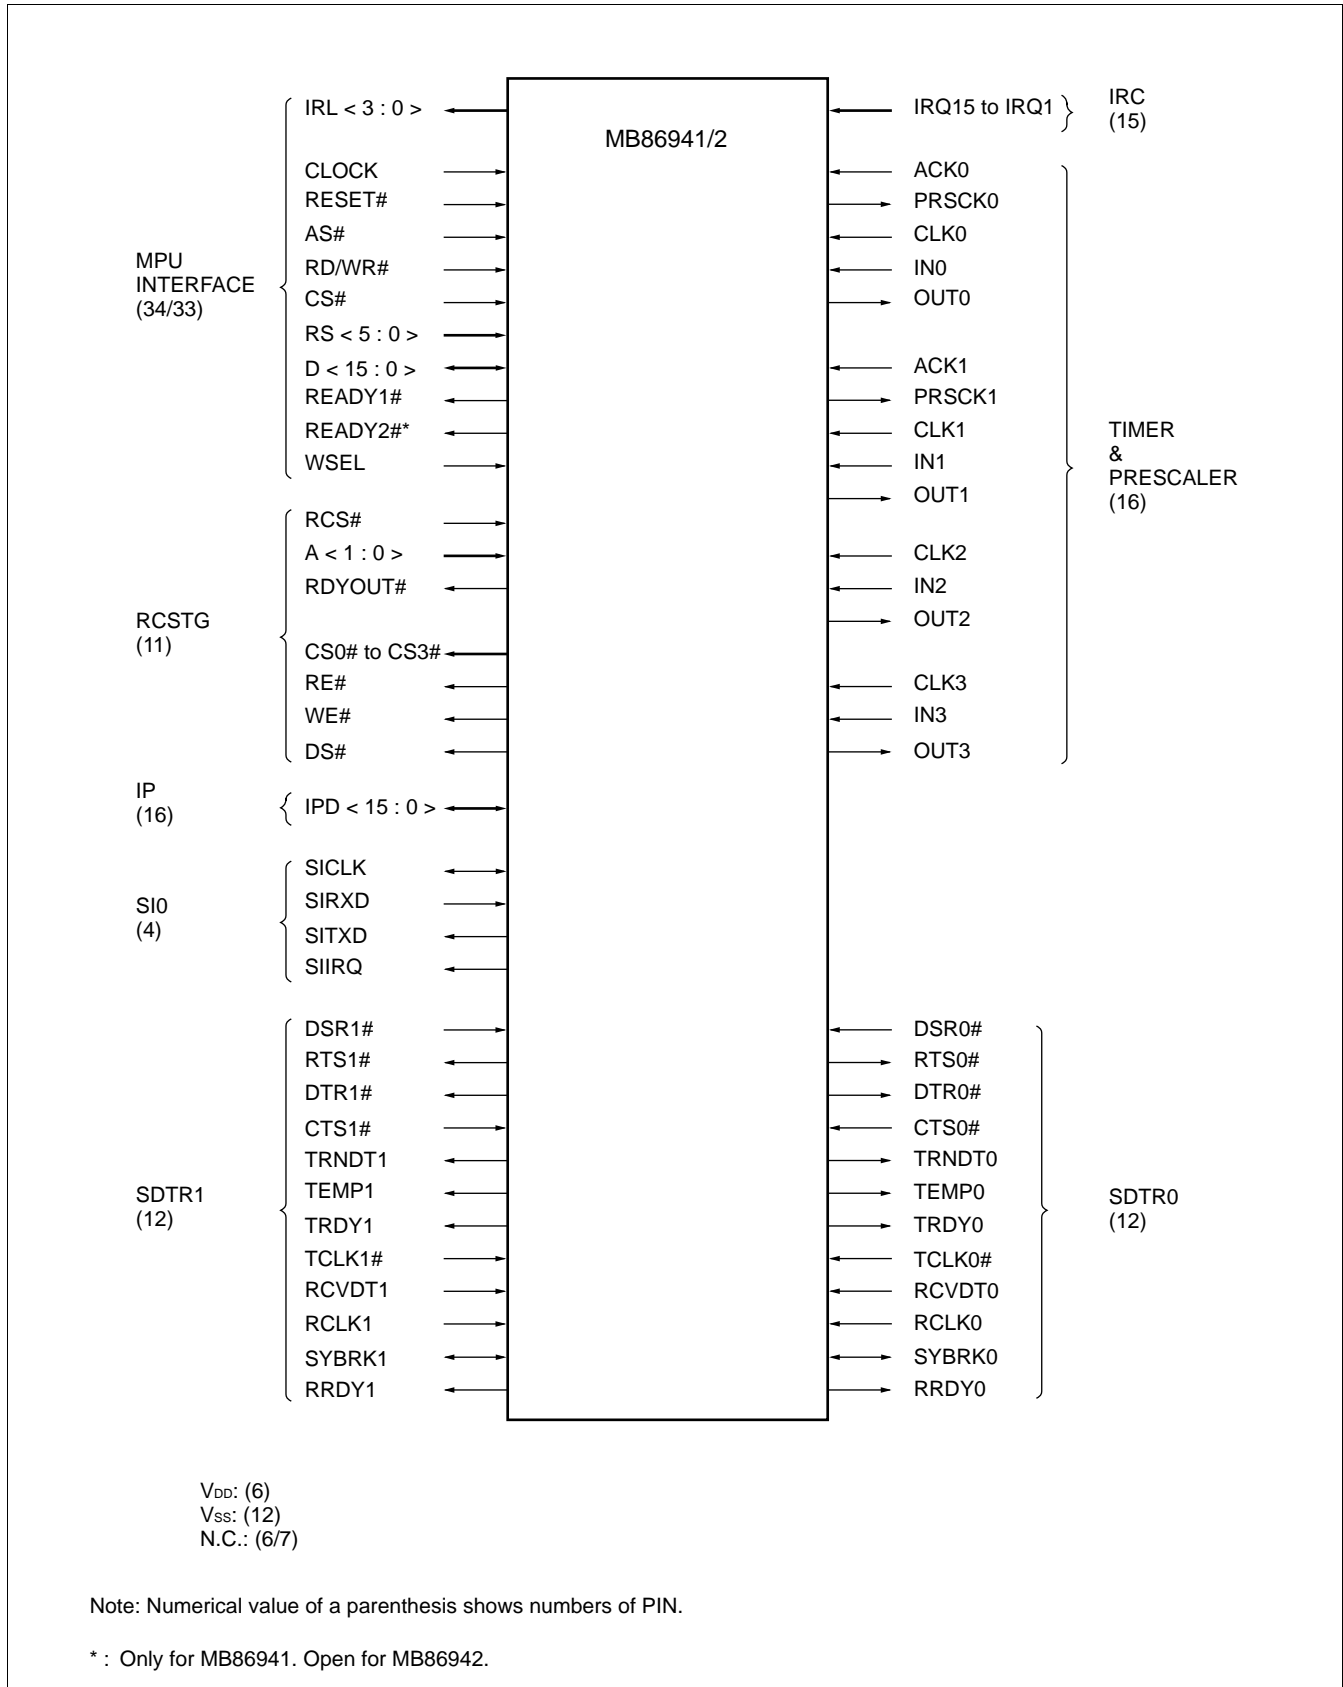 MB86941/2
MPU
INTERFACE
(34/33)
IRL < 3 : 0 >
CLOCK
RESET#
AS#
RD/WR#
CS#
RS < 5 : 0 >
D < 15 : 0 >
READY1#
READY2#*
WSEL
RCSTG
(11)
RCS#
A < 1 : 0 >
RDYOUT#
CS0# to CS3#
RE#
WE#
DS#
IP
(16)
IPD < 15 : 0 >
SI0
(4)
SICLK
SIRXD
SITXD
SIIRQ
SDTR1
(12)
DSR1#
RTS1#
DTR1#
CTS1#
TRNDT1
TEMP1
TRDY1
TCLK1#
RCVDT1
RCLK1
SYBRK1
RRDY1
IRQ15 to IRQ1
IRC
(15)
ACK0
PRSCK0
CLK0
IN0
OUT0
ACK1
PRSCK1
CLK1
IN1
OUT1
CLK2
IN2
OUT2
CLK3
IN3
OUT3
TIMER
&
PRESCALER
(16)
DSR0#
RTS0#
DTR0#
CTS0#
TRNDT0
TEMP0
TRDY0
TCLK0#
RCVDT0
RCLK0
SYBRK0
RRDY0
SDTR0
(12)
VDD: (6)
VSS: (12)
N.C.: (6/7)
Note: Numerical value of a parenthesis shows numbers of PIN.
* : Only for MB86941. Open for MB86942.